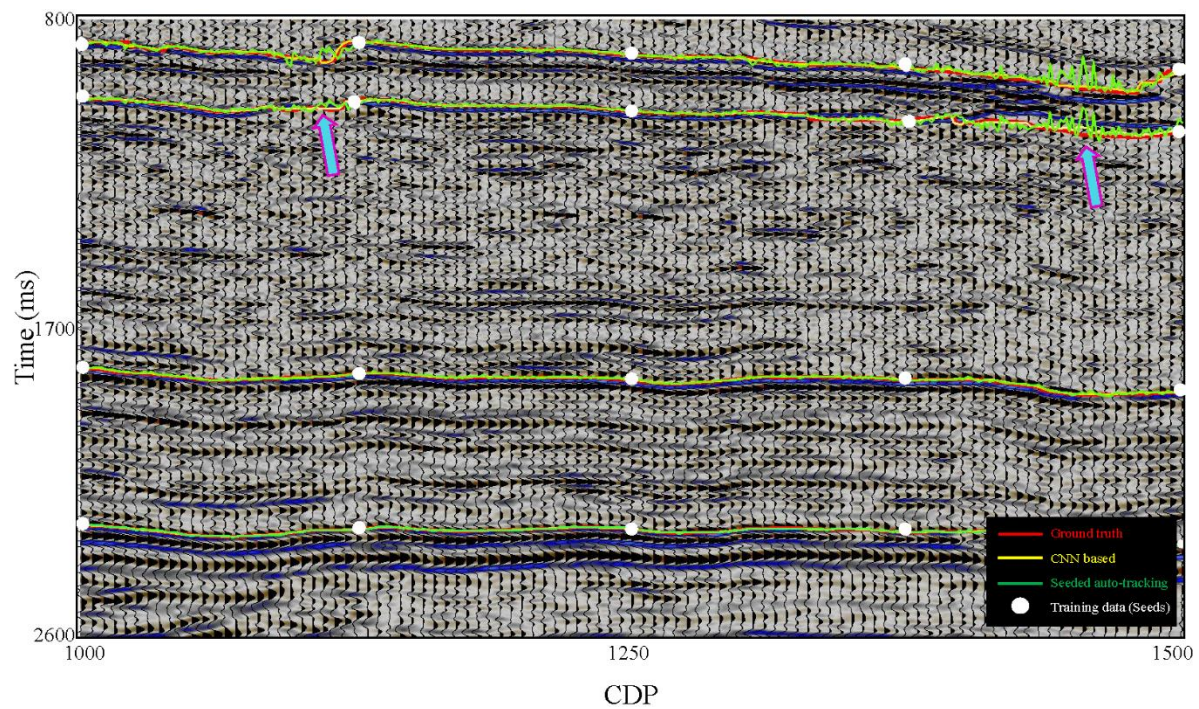 800
Time (ms)
1700
2600
Ground truth
CNN based
Seeded auto-tracking
Training data (Seeds)
1000
1250
1500
CDP